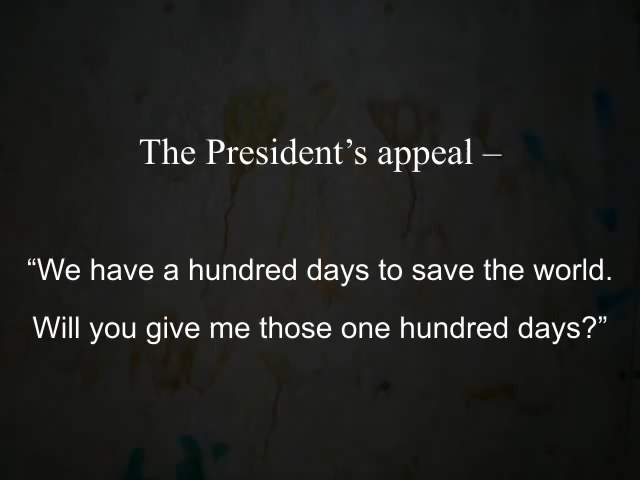 The President’s appeal –
“We have a hundred days to save the world.
Will you give me those one hundred days?”